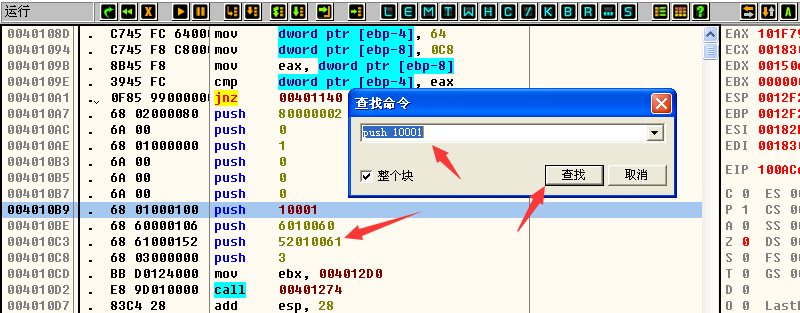 运行 L E M T W H C / K B R ... S
0040108D . C745 FC 64000 mov dword ptr [ebp-4], 64
00401094 . C745 F8 C8000 mov dword ptr [ebp-8], 0C8
0040109B . 8B45 F8 mov eax, dword ptr [ebp-8]
0040109E . 3945 FC cmp dword ptr [ebp-4], eax
004010A1 . 0F85 99000000 jnz 00401140
004010A7 . 68 02000080 push 80000002
004010AC . 6A 00 push 0
004010AE . 68 01000000 push 1
004010B3 . 6A 00 push 0
004010B5 . 6A 00 push 0
004010B7 . 6A 00 push 0
004010B9 . 68 01000100 push 10001
004010BE . 68 60000106 push 6010060
004010C3 . 68 61000152 push 52010061
004010C8 . 68 03000000 push 3
004010CD . BB D0124000 mov ebx, 004012D0
004010D2 . E8 9D010000 call 00401274
004010D7 . 83C4 28 add esp, 28
查找命令
push 10001
整个块
查找
取消
EAX 101F79
ECX 00183
EDX 00150
EBX 00000
ESP 0012F2
EBP 0012F2
ESI 00182
EDI 00183
EIP 100AC
C 0 ES 0
P 1 CS 0
A 0 SS 0
Z 0 DS 0
S 0 FS 0
T 0 GS 0
D 0
O 0 Last